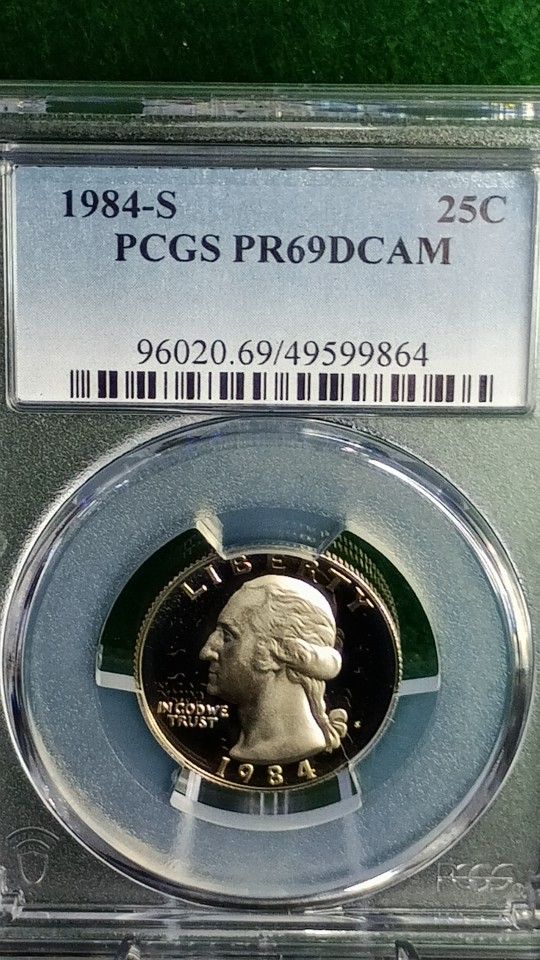 1984-S 25C
PCGS PR69DCAM
96020.69/49599864
LIBERTY
IN GOD WE
TRUST
S
1984
PCGS